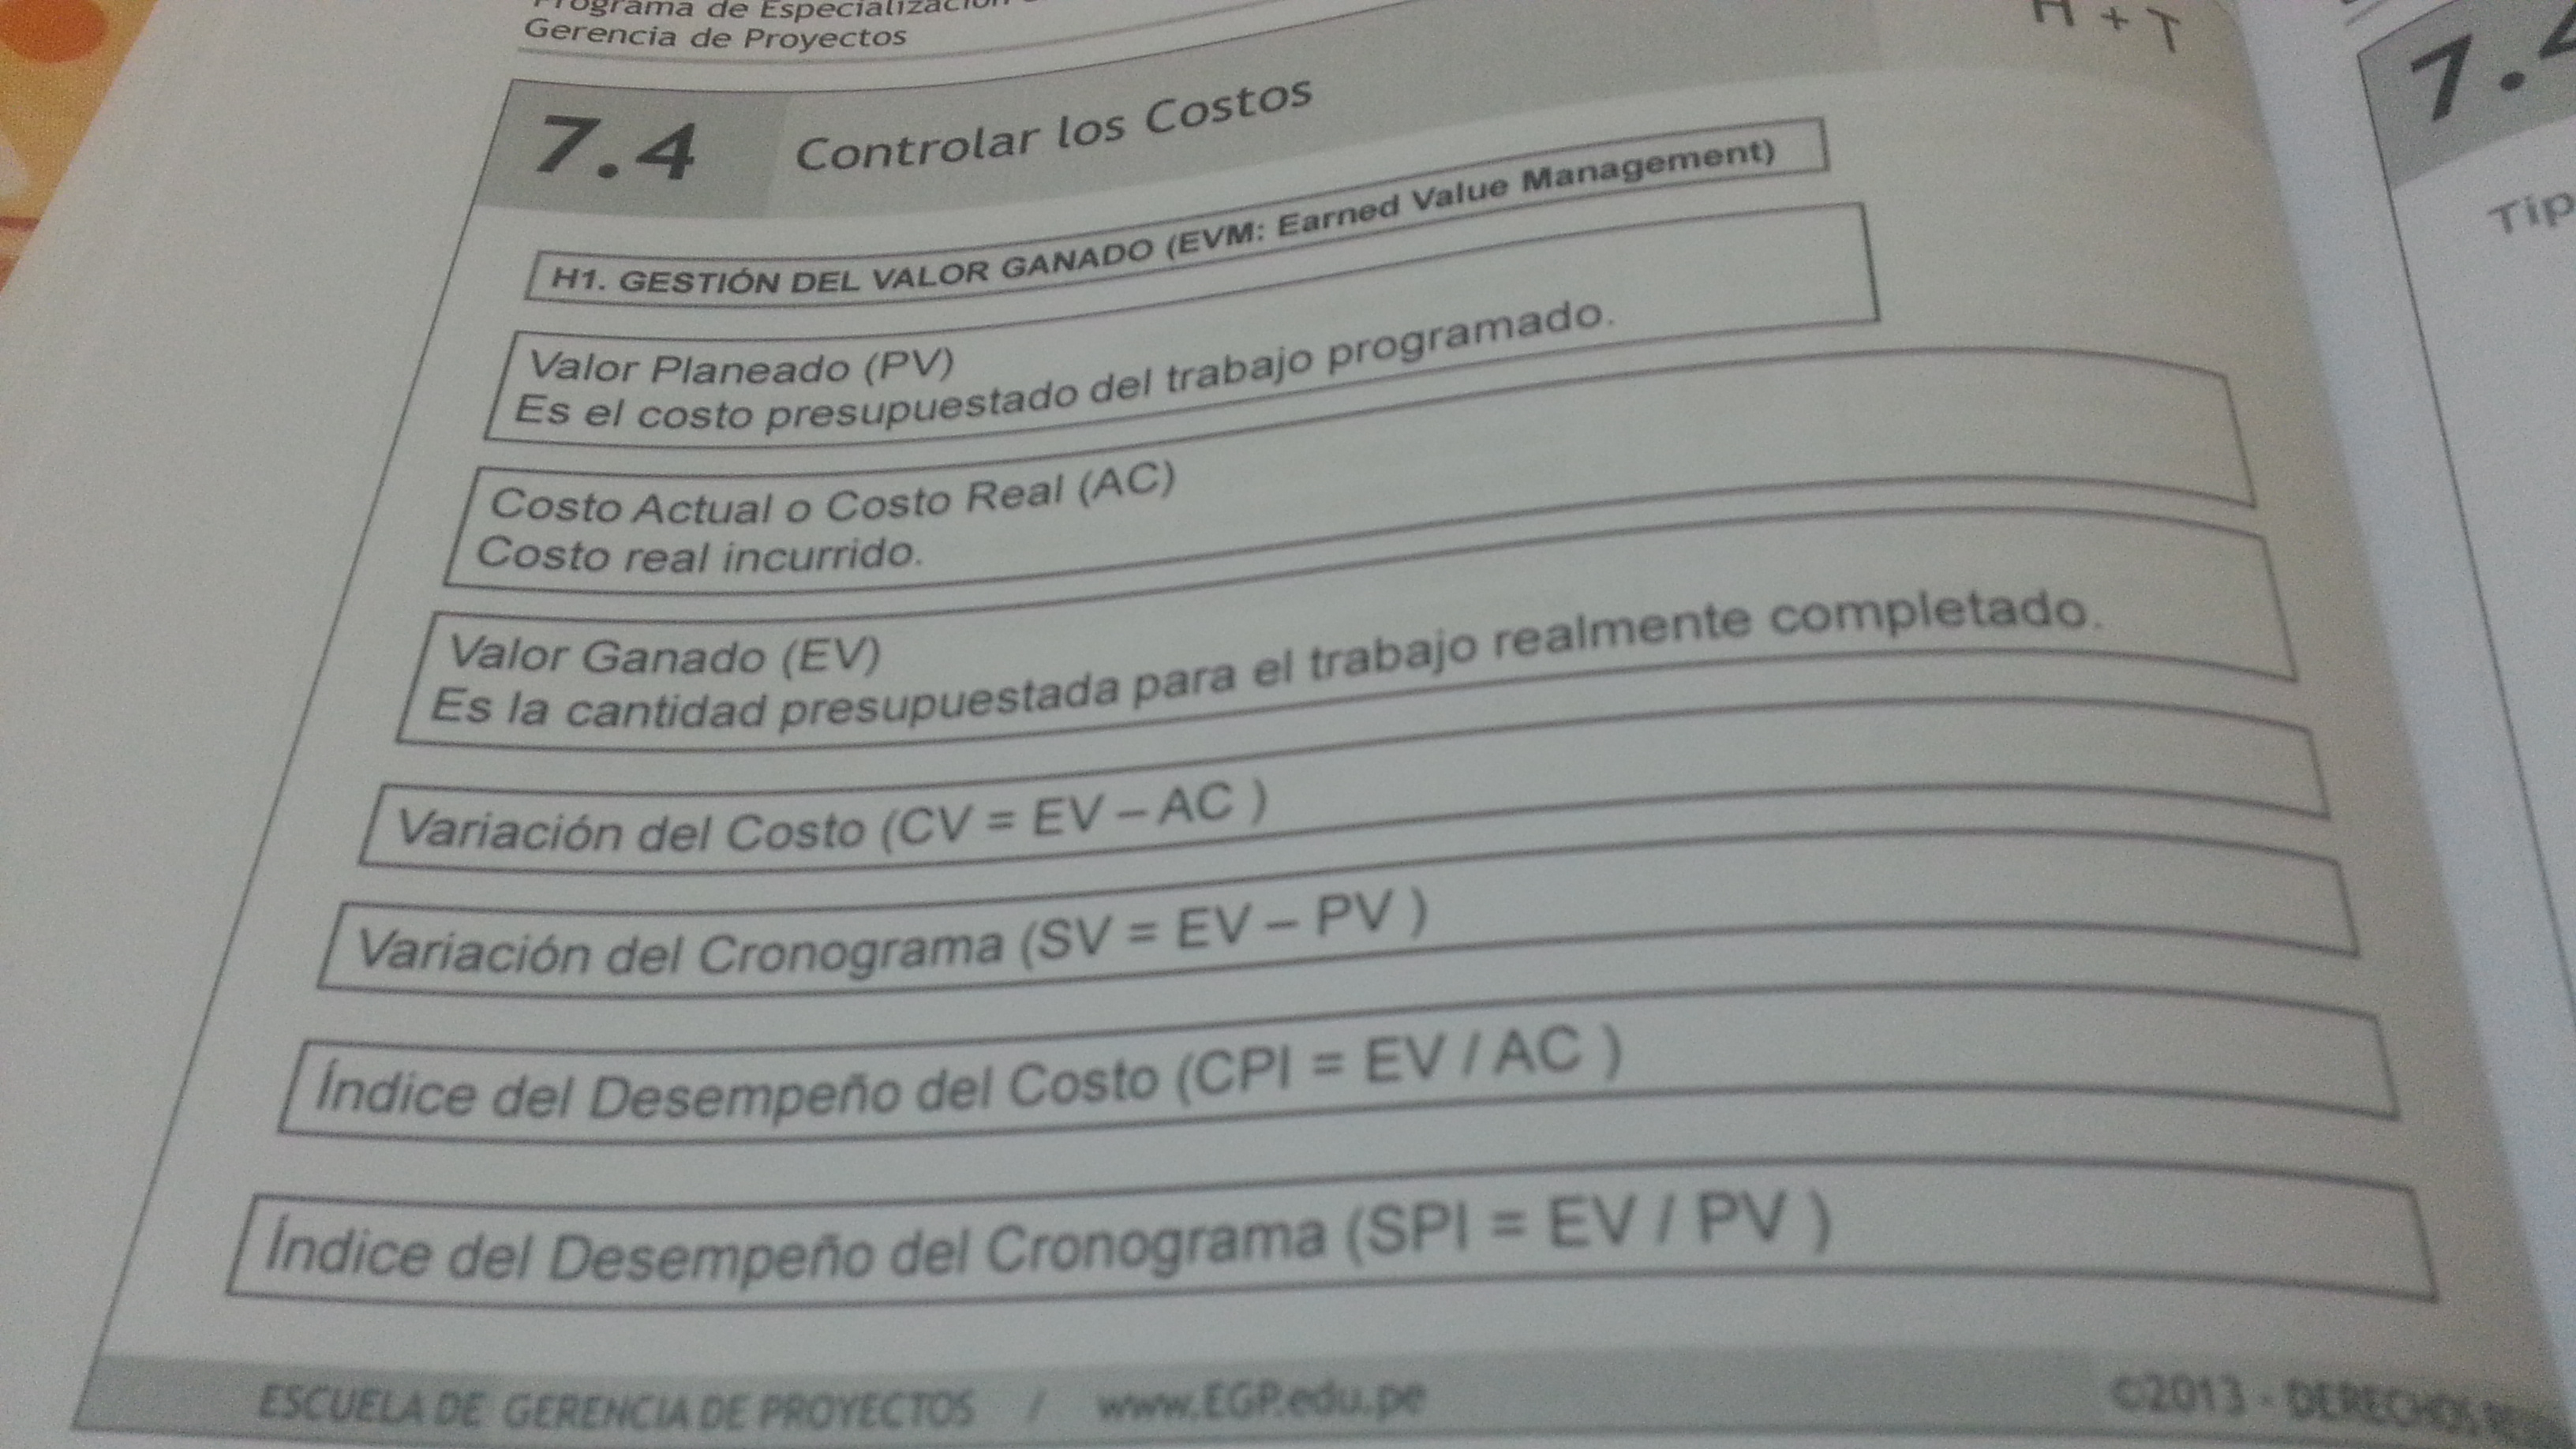 Programa de Especialización
Gerencia de Proyectos
H + T
7.4 Controlar los Costos
H1. GESTIÓN DEL VALOR GANADO (EVM: Earned Value Management)
Valor Planeado (PV)
Es el costo presupuestado del trabajo programado.
Costo Actual o Costo Real (AC)
Costo real incurrido.
Valor Ganado (EV)
Es la cantidad presupuestada para el trabajo realmente completado.
Variación del Costo (CV = EV – AC )
Variación del Cronograma (SV = EV – PV )
Índice del Desempeño del Costo (CPI = EV / AC )
Índice del Desempeño del Cronograma (SPI = EV / PV )
ESCUELA DE GERENCIA DE PROYECTOS / www.EGP.edu.pe
©2013 - DERECHOS
7.
Tip